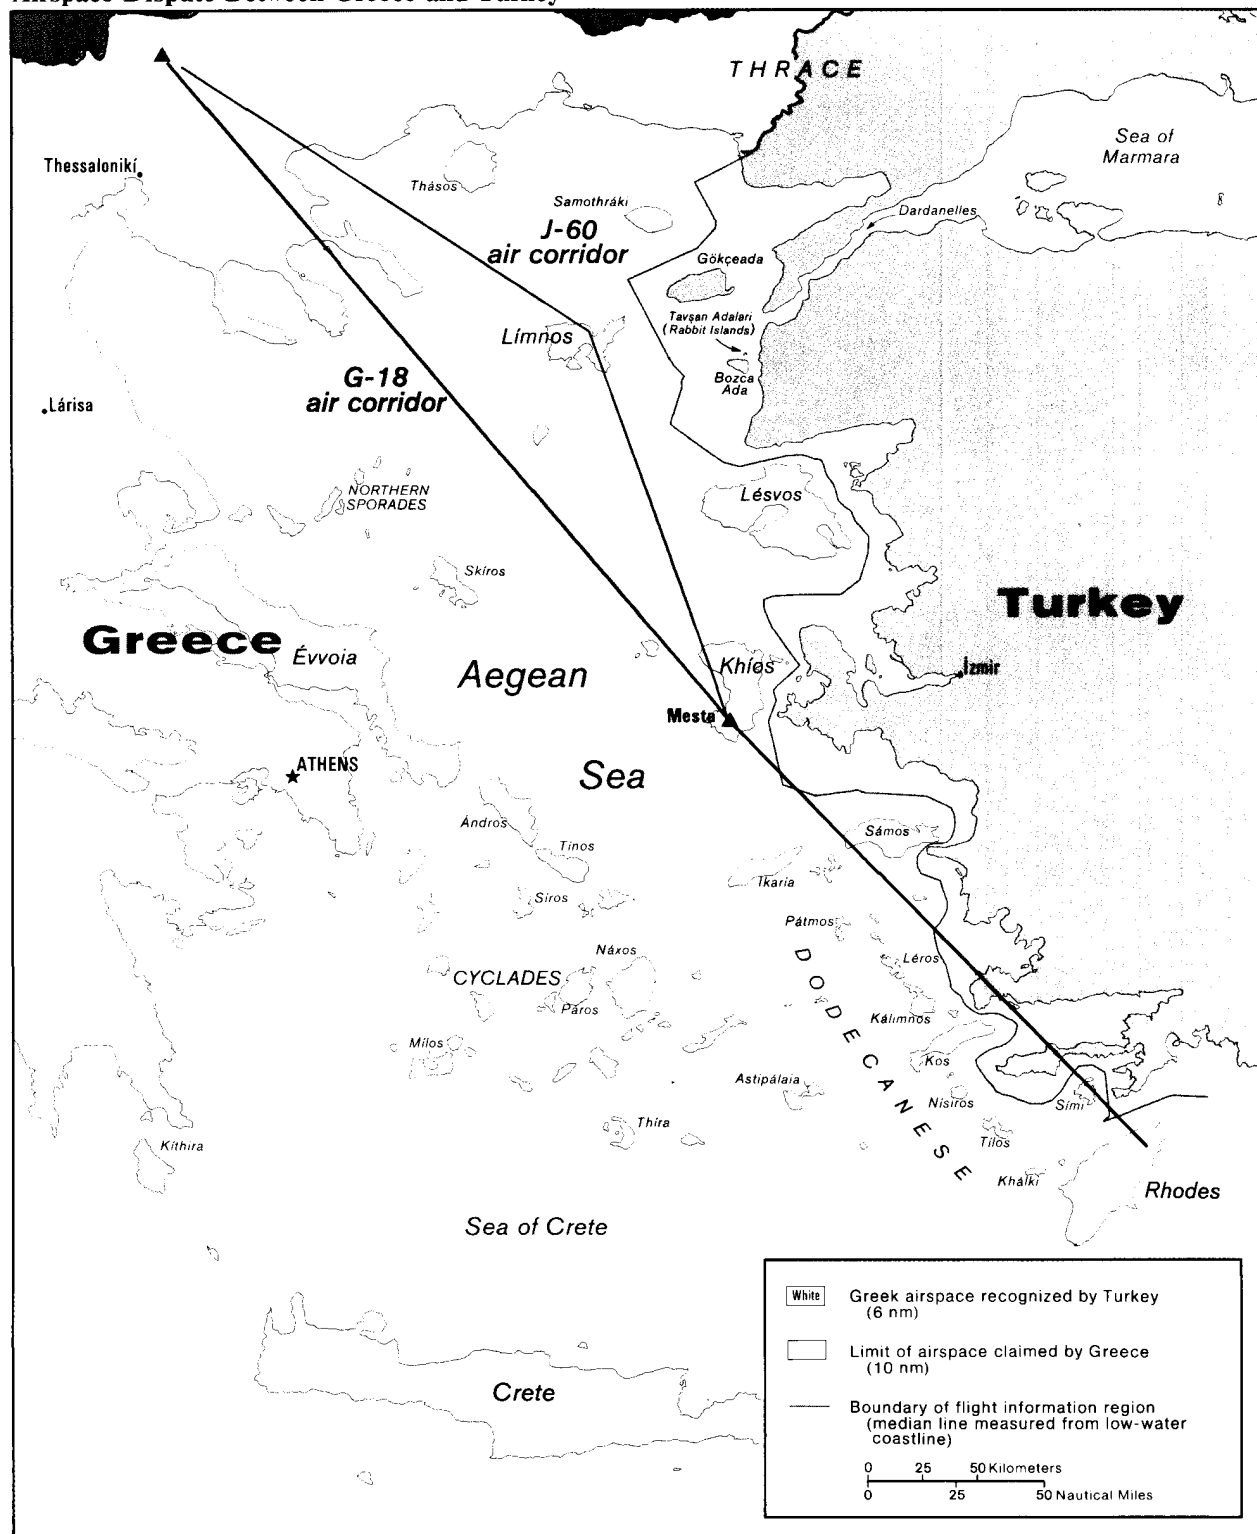 Airspace Dispute Between Greece and Turkey
THRACE
Sea of
Marmara
Thessaloníkí
Thásos
Samothráki
Dardanelles
J-60
air corridor
Gökçeada
Tavşan Adalari
(Rabbit Islands)
Límnos
Bozca
Ada
G-18
air corridor
Lárisa
NORTHERN
SPORADES
Lésvos
Skíros
Turkey
Greece
Évvoia
Aegean
Khíos
İzmir
Mesta
ATHENS
Sea
Ándros
Sámos
Tínos
Ikaría
Síros
Pátmos
Náxos
Léros
CYCLADES
Páros
DODECANESE
Kálimnos
Mílos
Kos
Astipálaia
Nísiros
Sími
Thíra
Tílos
Kíthira
Khálki
Rhodes
Sea of Crete
Crete
White
Greek airspace recognized by Turkey
(6 nm)
Limit of airspace claimed by Greece
(10 nm)
Boundary of flight information region
(median line measured from low-water
coastline)
0 25 50 Kilometers
0 25 50 Nautical Miles